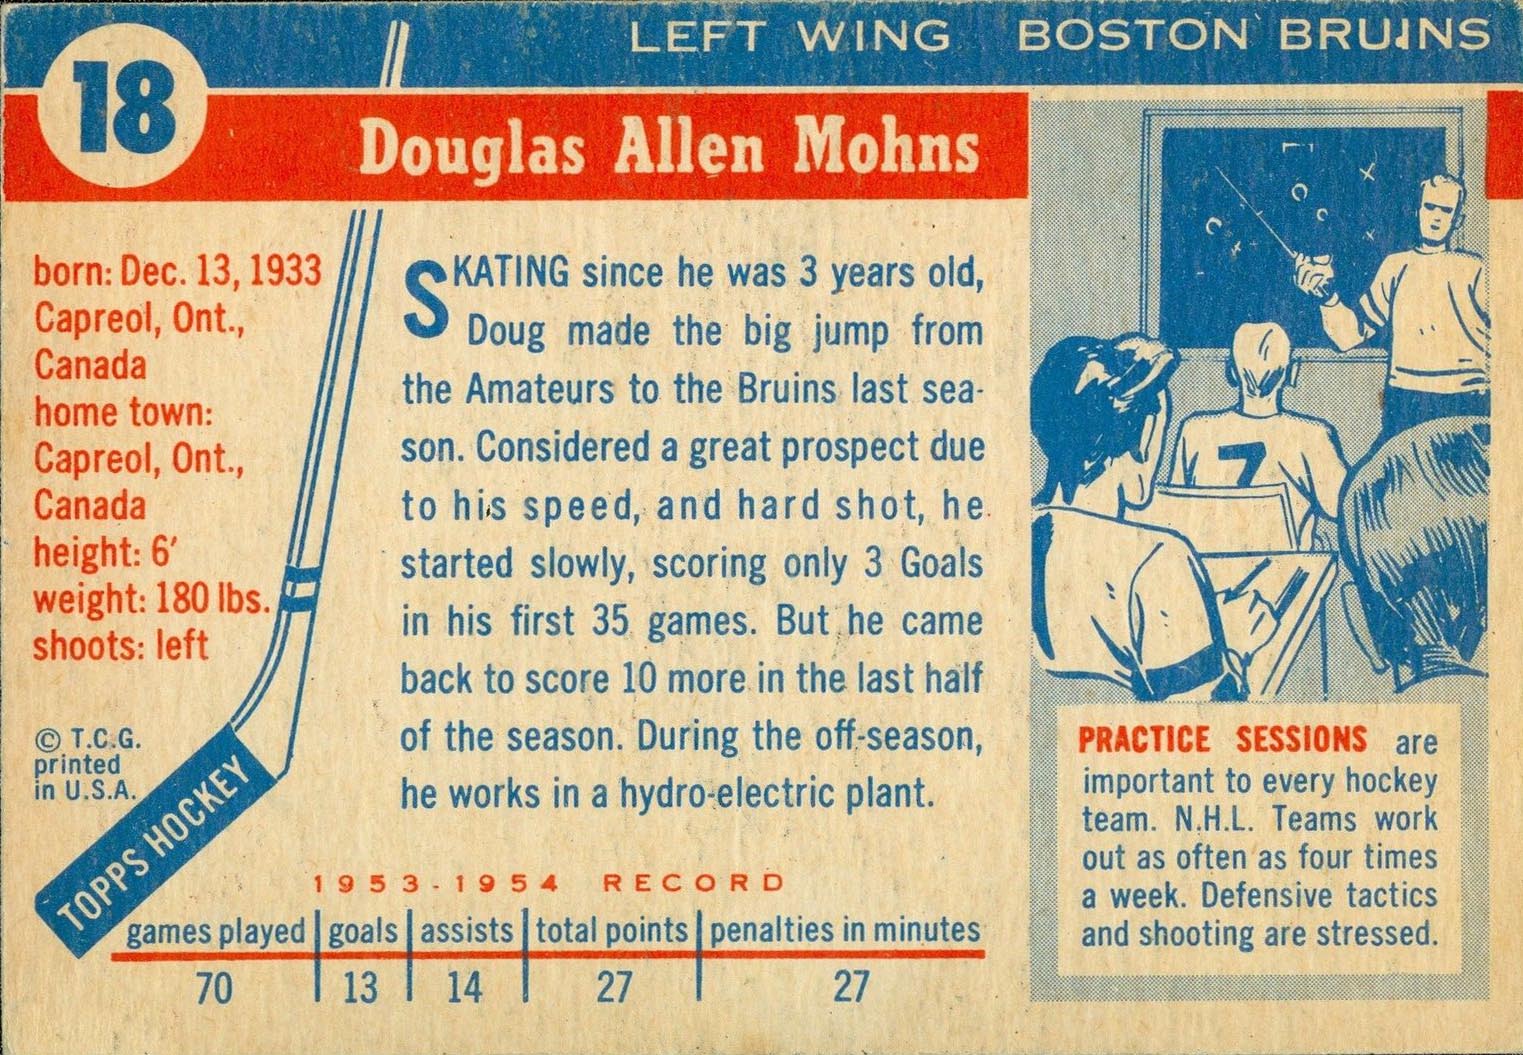 LEFT WING BOSTON BRUINS
18
Douglas Allen Mohns
born: Dec. 13, 1933
Capreol, Ont.,
Canada
home town:
Capreol, Ont.,
Canada
height: 6′
weight: 180 lbs.
shoots: left
© T.C.G.
printed
in U.S.A.
TOPPS HOCKEY
SKATING since he was 3 years old,
Doug made the big jump from
the Amateurs to the Bruins last sea-
son. Considered a great prospect due
to his speed, and hard shot, he
started slowly, scoring only 3 Goals
in his first 35 games. But he came
back to score 10 more in the last half
of the season. During the off-season,
he works in a hydro-electric plant.
1953-1954 RECORD
games played goals assists total points penalties in minutes
70 13 14 27 27
7
PRACTICE SESSIONS are
important to every hockey
team. N.H.L. Teams work
out as often as four times
a week. Defensive tactics
and shooting are stressed.